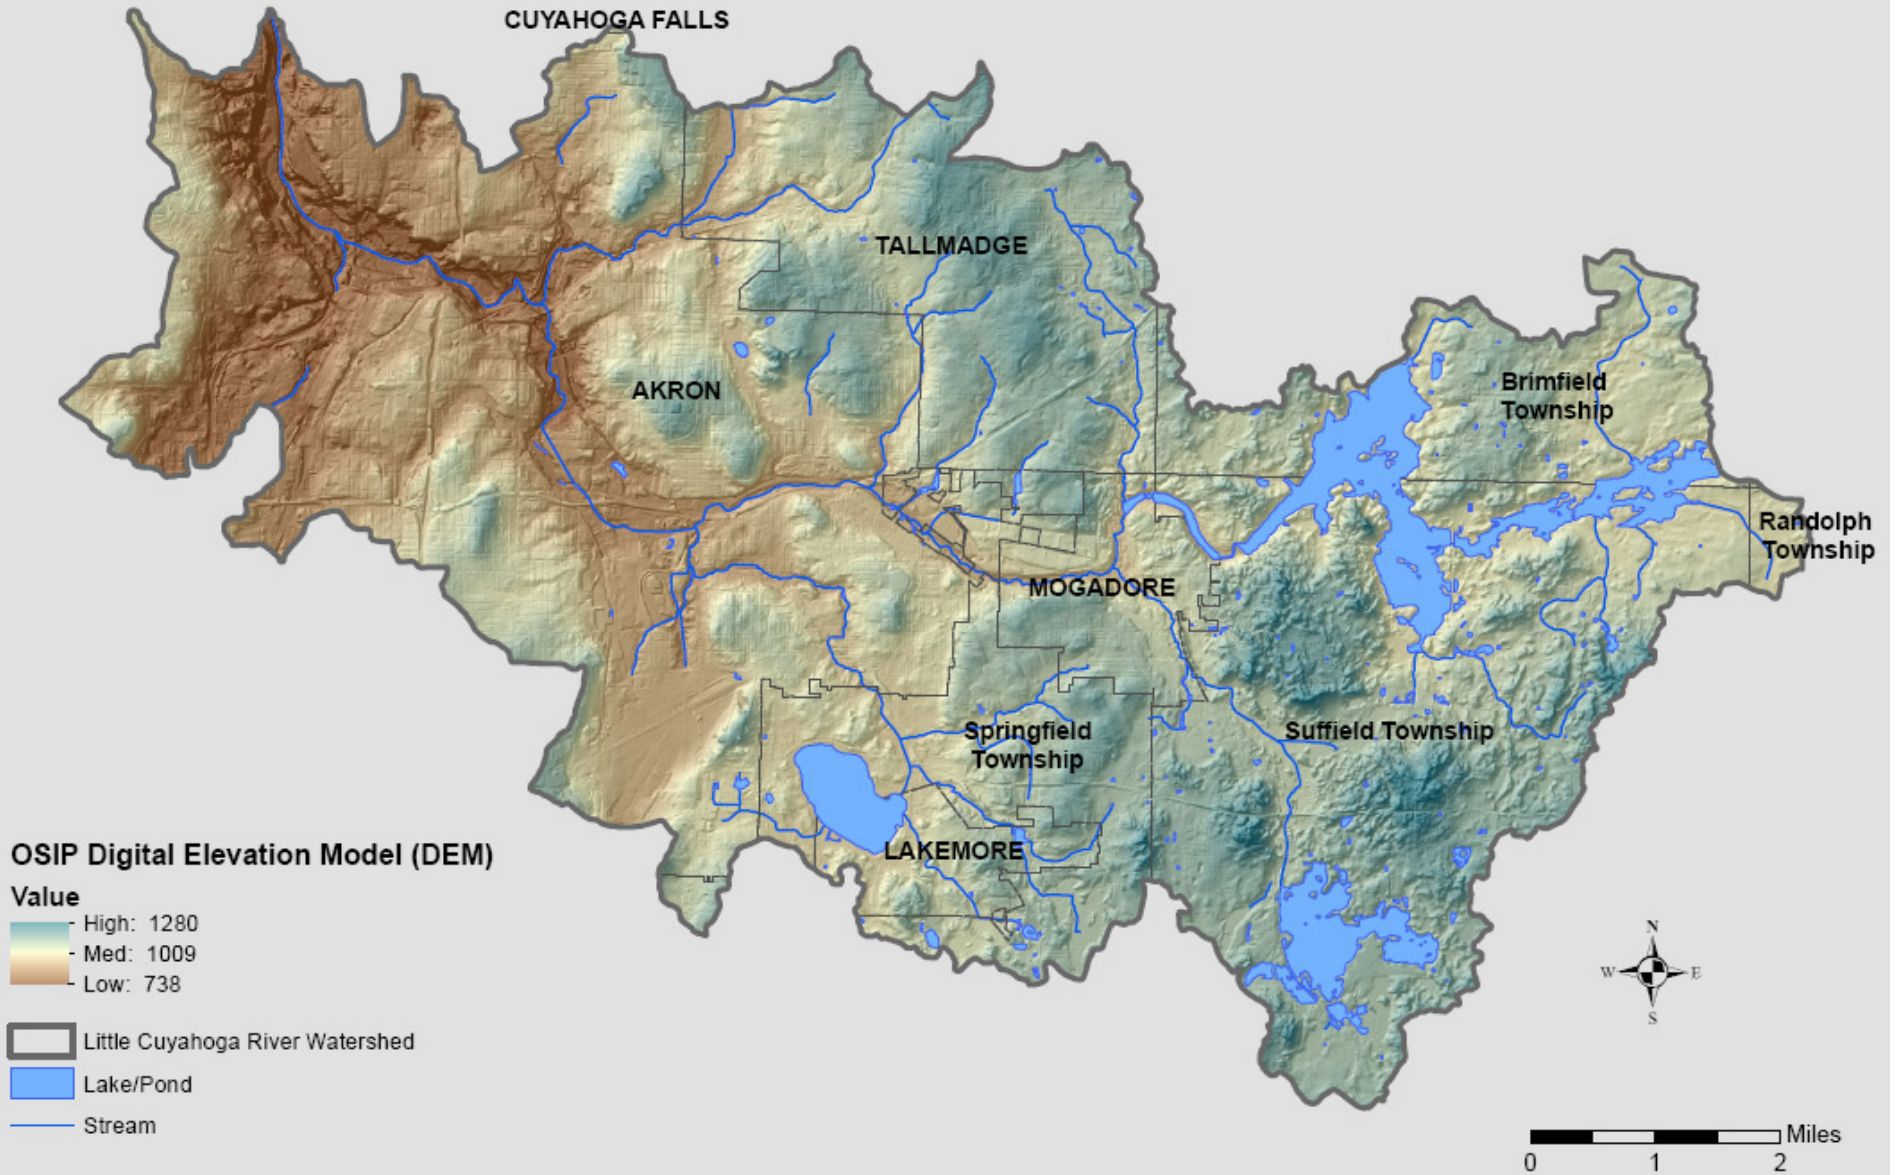 CUYAHOGA FALLS
TALLMADGE
AKRON
Brimfield
Township
Randolph
Township
MOGADORE
Springfield
Township
Suffield Township
LAKEMORE
OSIP Digital Elevation Model (DEM)
Value
High: 1280
Med: 1009
Low: 738
Little Cuyahoga River Watershed
Lake/Pond
Stream
N
W E
S
Miles
0 1 2